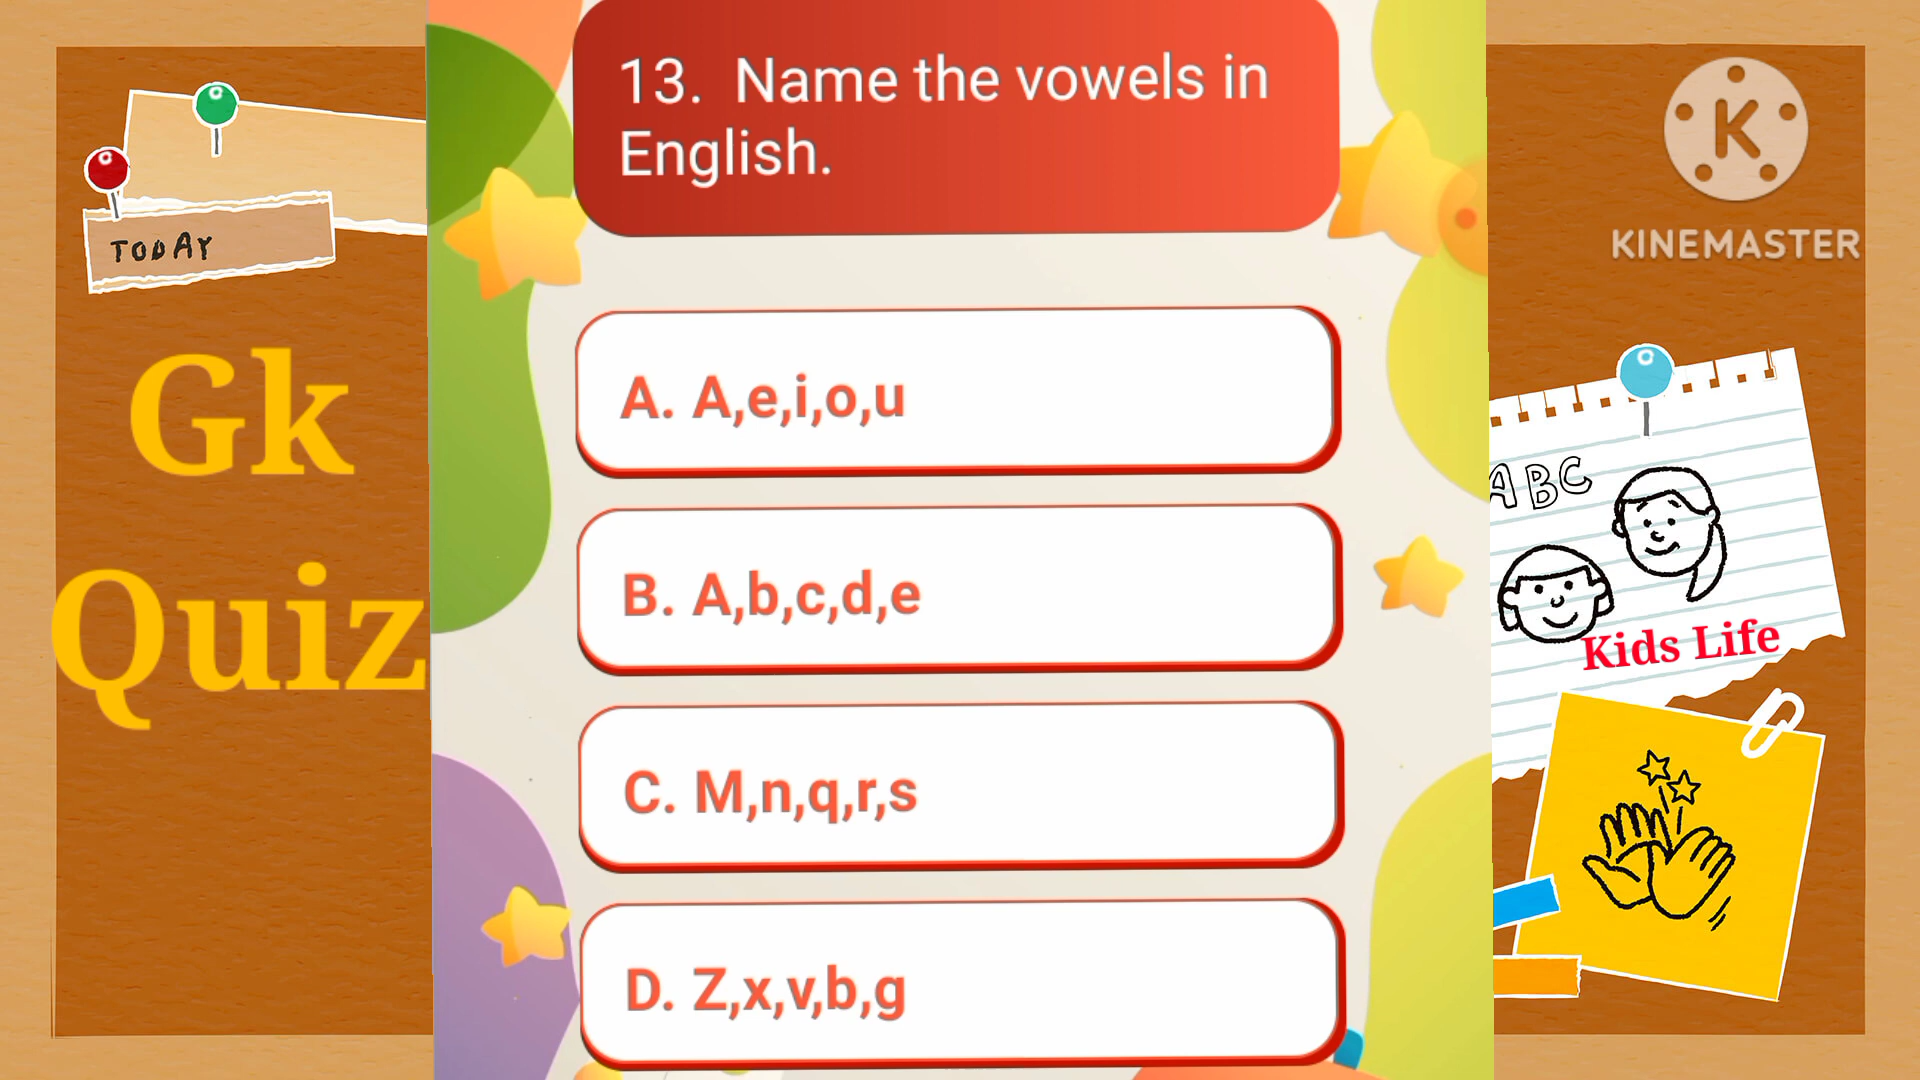 13. Name the vowels in
English.
TODAY
KINEMASTER
Gk
Quiz
A. A,e,i,o,u
B. A,b,c,d,e
C. M,n,q,r,s
D. Z,x,v,b,g
ABC
Kids Life